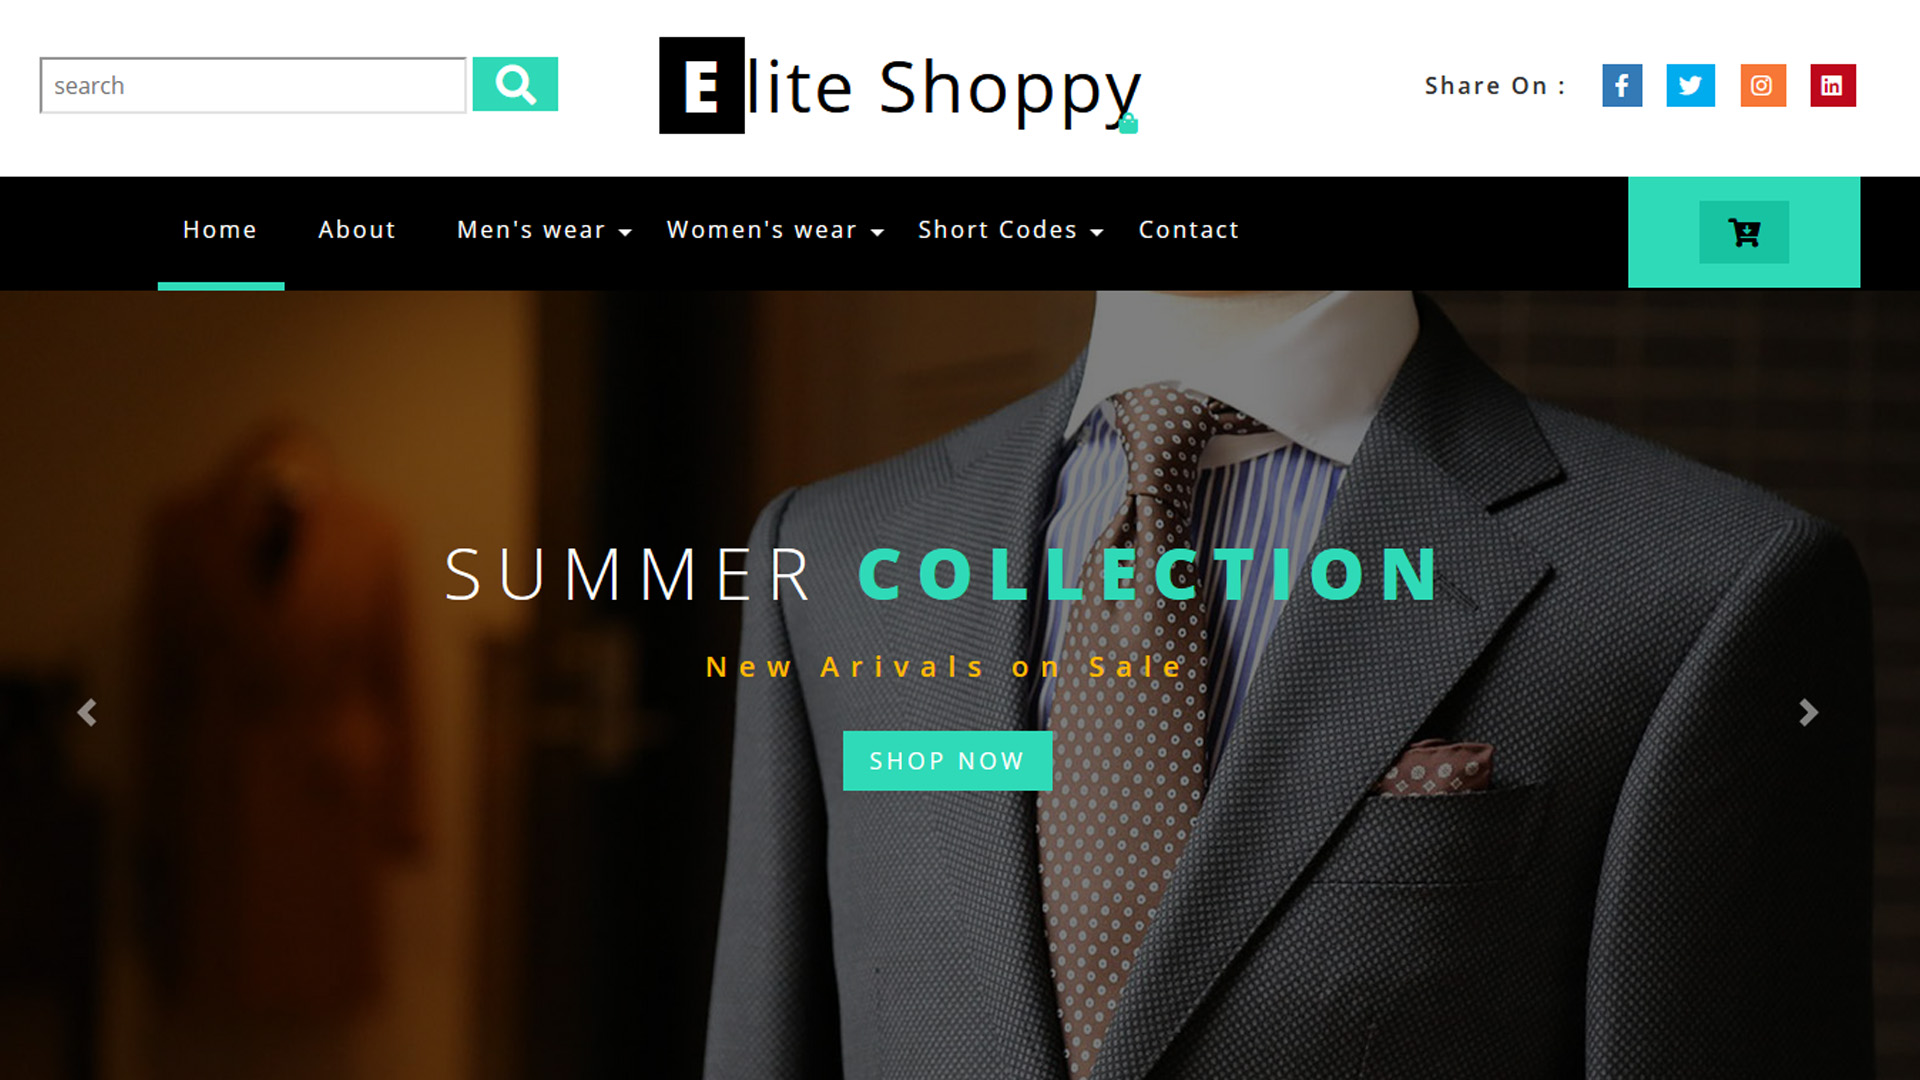 search
Elite Shoppy
Share On :
Home About Men's wear Women's wear Short Codes Contact
SUMMER COLLECTION
New Arivals on Sale
SHOP NOW